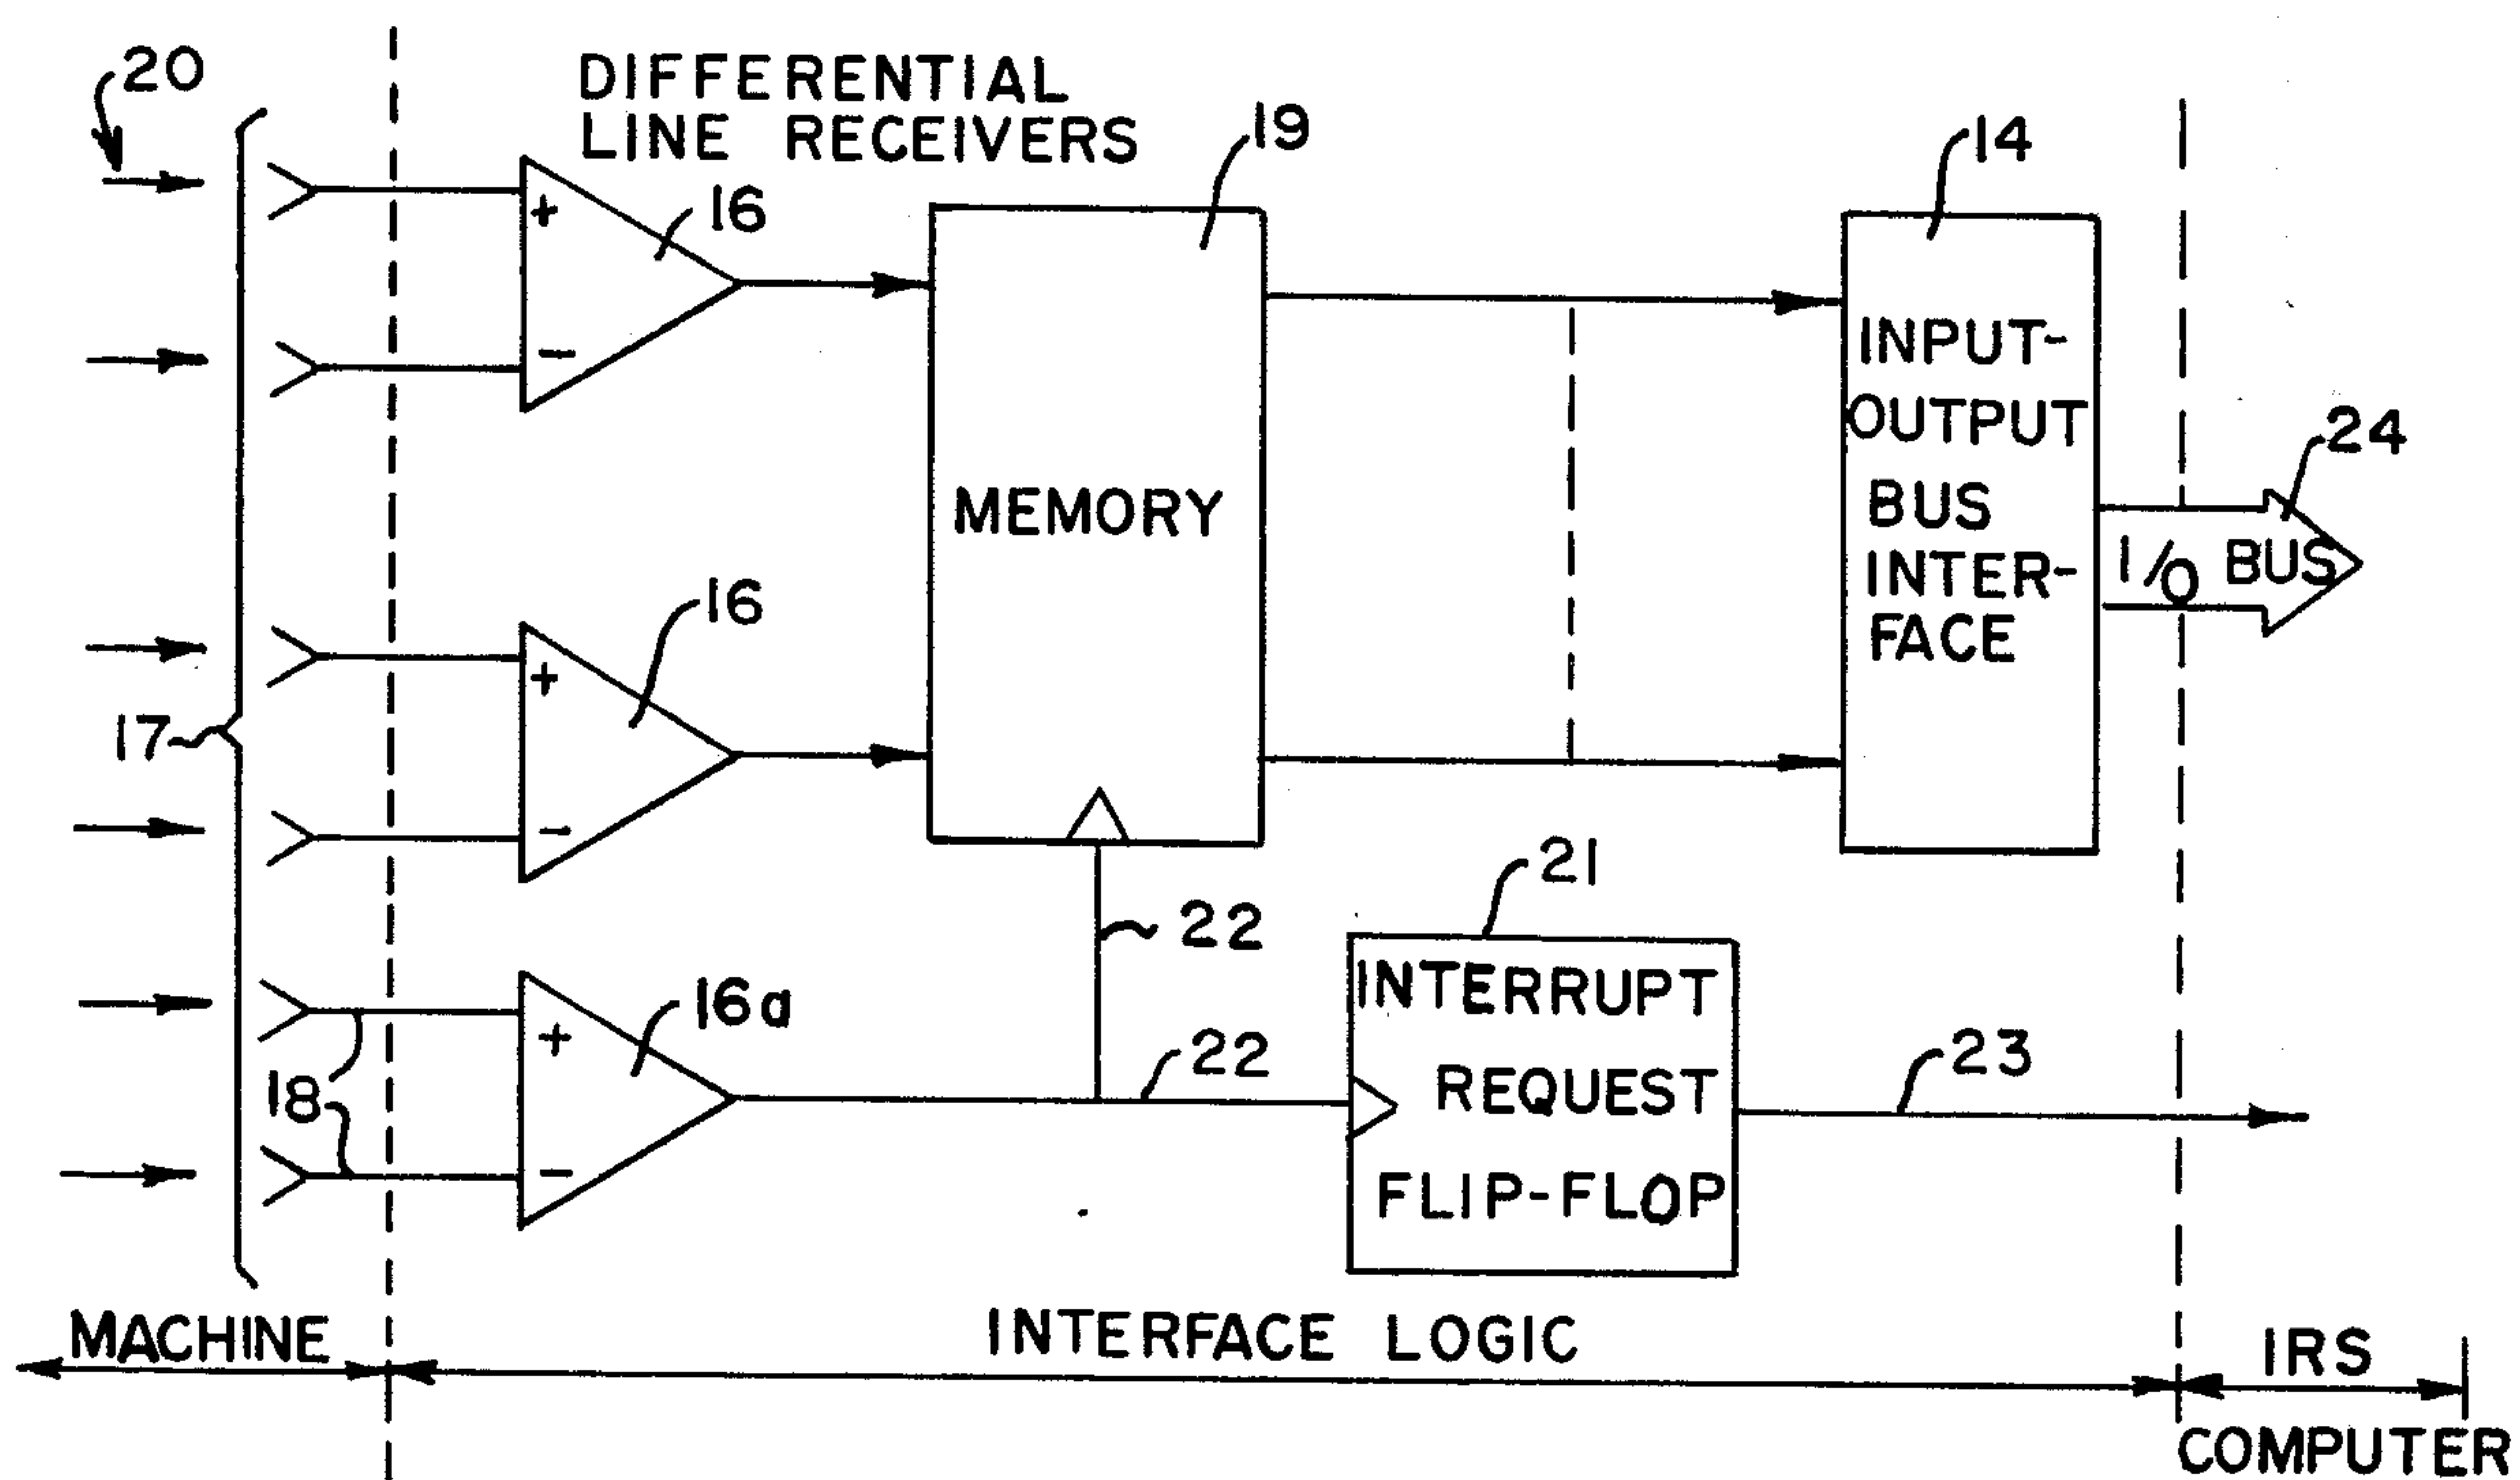 20
DIFFERENTIAL
LINE RECEIVERS
19
14
16
+
−
INPUT-
OUTPUT
BUS
INTER-
FACE
24
MEMORY
I/O BUS
16
+
−
17
21
22
INTERRUPT
REQUEST
FLIP-FLOP
16a
+
−
22
23
18
MACHINE
INTERFACE LOGIC
IRS
COMPUTER